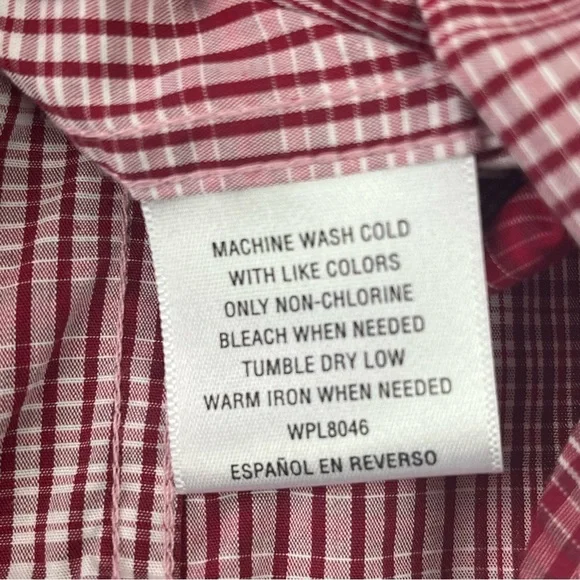 MACHINE WASH COLD
WITH LIKE COLORS
ONLY NON-CHLORINE
BLEACH WHEN NEEDED
TUMBLE DRY LOW
WARM IRON WHEN NEEDED
WPL8046
ESPAÑOL EN REVERSO